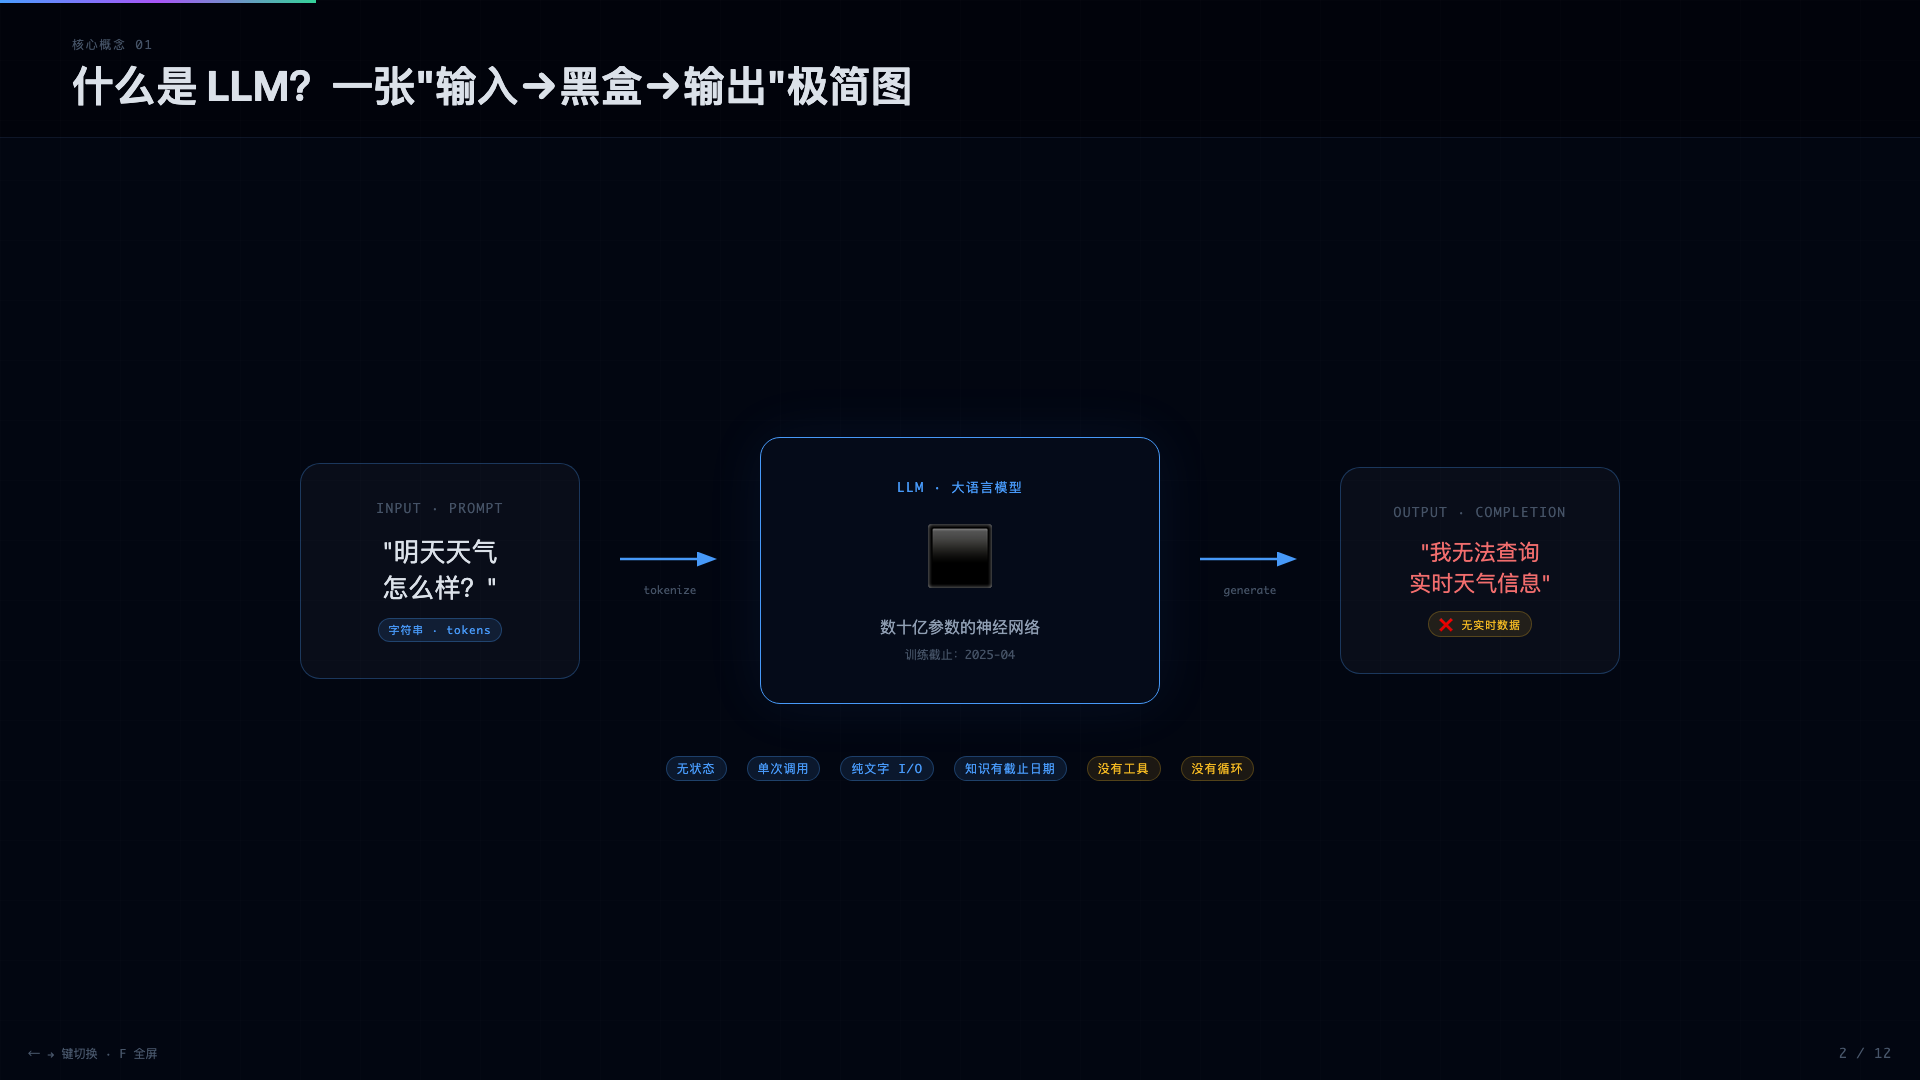 核心概念 01
什么是 LLM？一张"输入→黑盒→输出"极简图
INPUT · PROMPT
"明天天气
怎么样？"
字符串 · tokens
tokenize
LLM · 大语言模型
数十亿参数的神经网络
训练截止：2025-04
generate
OUTPUT · COMPLETION
"我无法查询
实时天气信息"
❌ 无实时数据
无状态
单次调用
纯文字 I/O
知识有截止日期
没有工具
没有循环
← → 键切换 · F 全屏
2 / 12